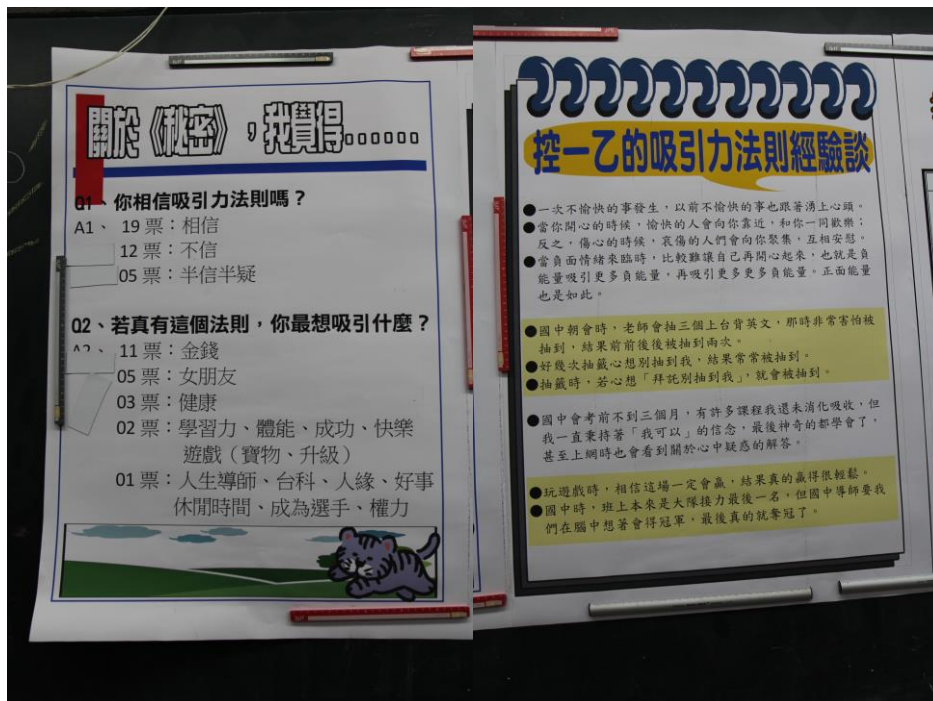 關於《秘密》，我覺得……
Q1、你相信吸引力法則嗎？
A1、 19 票：相信
12 票：不信
05 票：半信半疑
Q2、若真有這個法則，你最想吸引什麼？
A2、 11 票：金錢
05 票：女朋友
03 票：健康
02 票：學習力、體能、成功、快樂
遊戲（寶物、升級）
01 票：人生導師、台科、人緣、好事
休閒時間、成為選手、權力
控一乙的吸引力法則經驗談
●一次不愉快的事發生，以前不愉快的事也跟著湧上心頭。
●當你開心的時候，愉快的人會向你靠近，和你一同歡樂；
反之，傷心的時候，哀傷的人們會向你聚集，互相安慰。
●當負面情緒來臨時，比較難讓自己再開心起來，也就是負
能量吸引更多負能量，再吸引更多更多負能量。正面能量
也是如此。
●國中朝會時，老師會抽三個上台背英文，那時非常害怕被
抽到，結果前前後後被抽到兩次。
●好幾次抽籤心想別抽到我，結果常常被抽到。
●抽籤時，若心想「拜託別抽到我」，就會被抽到。
●國中會考前不到三個月，有許多課程我還未消化吸收，但
我一直秉持著「我可以」的信念，最後神奇的都學會了，
甚至上網時也會看到關於心中疑惑的解答。
●玩遊戲時，相信這場一定會贏，結果真的贏得很輕鬆。
●國中時，班上本來是大隊接力最後一名，但國中導師要我
們在腦中想著會得冠軍，最後真的就奪冠了。